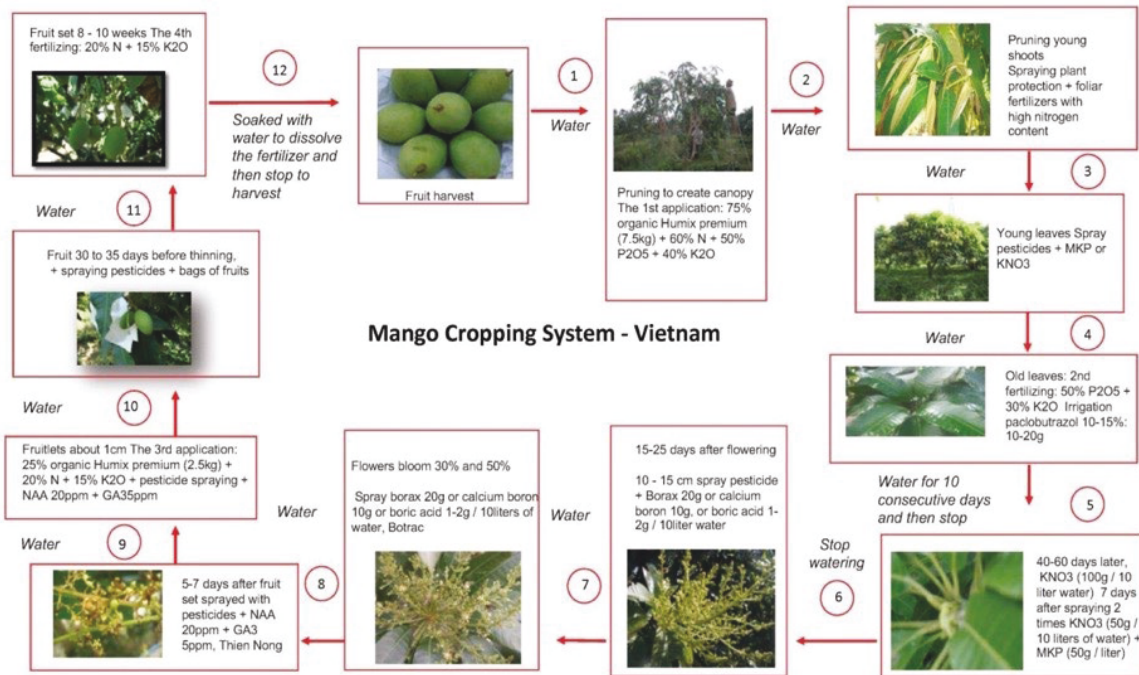 Fruit set 8 - 10 weeks The 4th
fertilizing: 20% N + 15% K2O
12
Soaked with
water to dissolve
the fertilizer and
then stop to
harvest
Fruit harvest
1
Water
Pruning to create canopy
The 1st application: 75%
organic Humix premium
(7.5kg) + 60% N + 50%
P2O5 + 40% K2O
2
Water
Pruning young
shoots
Spraying plant
protection + foliar
fertilizers with
high nitrogen
content
Water
3
Young leaves Spray
pesticides + MKP or
KNO3
Water
4
Old leaves: 2nd
fertilizing: 50% P2O5 +
30% K2O Irrigation
paclobutrazol 10-15%:
10-20g
Water for 10
consecutive days
and then stop
5
40-60 days later,
KNO3 (100g / 10
liter water) 7 days
after spraying 2
times KNO3 (50g /
10 liters of water) +
MKP (50g / liter)
Stop
watering
6
15-25 days after flowering
10 - 15 cm spray pesticide
+ Borax 20g or calcium
boron 10g, or boric acid 1-
2g / 10liter water
Water
7
Flowers bloom 30% and 50%
Spray borax 20g or calcium boron
10g or boric acid 1-2g / 10liters of
water, Botrac
Water
8
5-7 days after fruit
set sprayed with
pesticides + NAA
20ppm + GA3
5ppm, Thien Nong
Water
9
Fruitlets about 1cm The 3rd application:
25% organic Humix premium (2.5kg) +
20% N + 15% K2O + pesticide spraying +
NAA 20ppm + GA35ppm
Water
10
Fruit 30 to 35 days before thinning,
+ spraying pesticides + bags of fruits
Water
11
Mango Cropping System - Vietnam